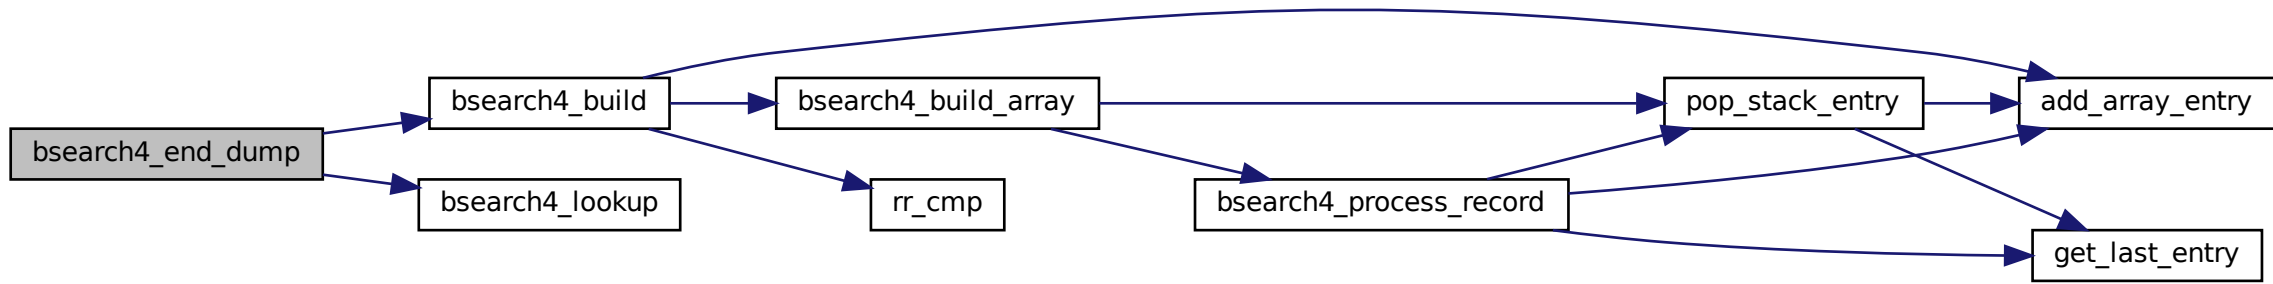 bsearch4_end_dump
bsearch4_build
bsearch4_lookup
bsearch4_build_array
rr_cmp
bsearch4_process_record
pop_stack_entry
add_array_entry
get_last_entry